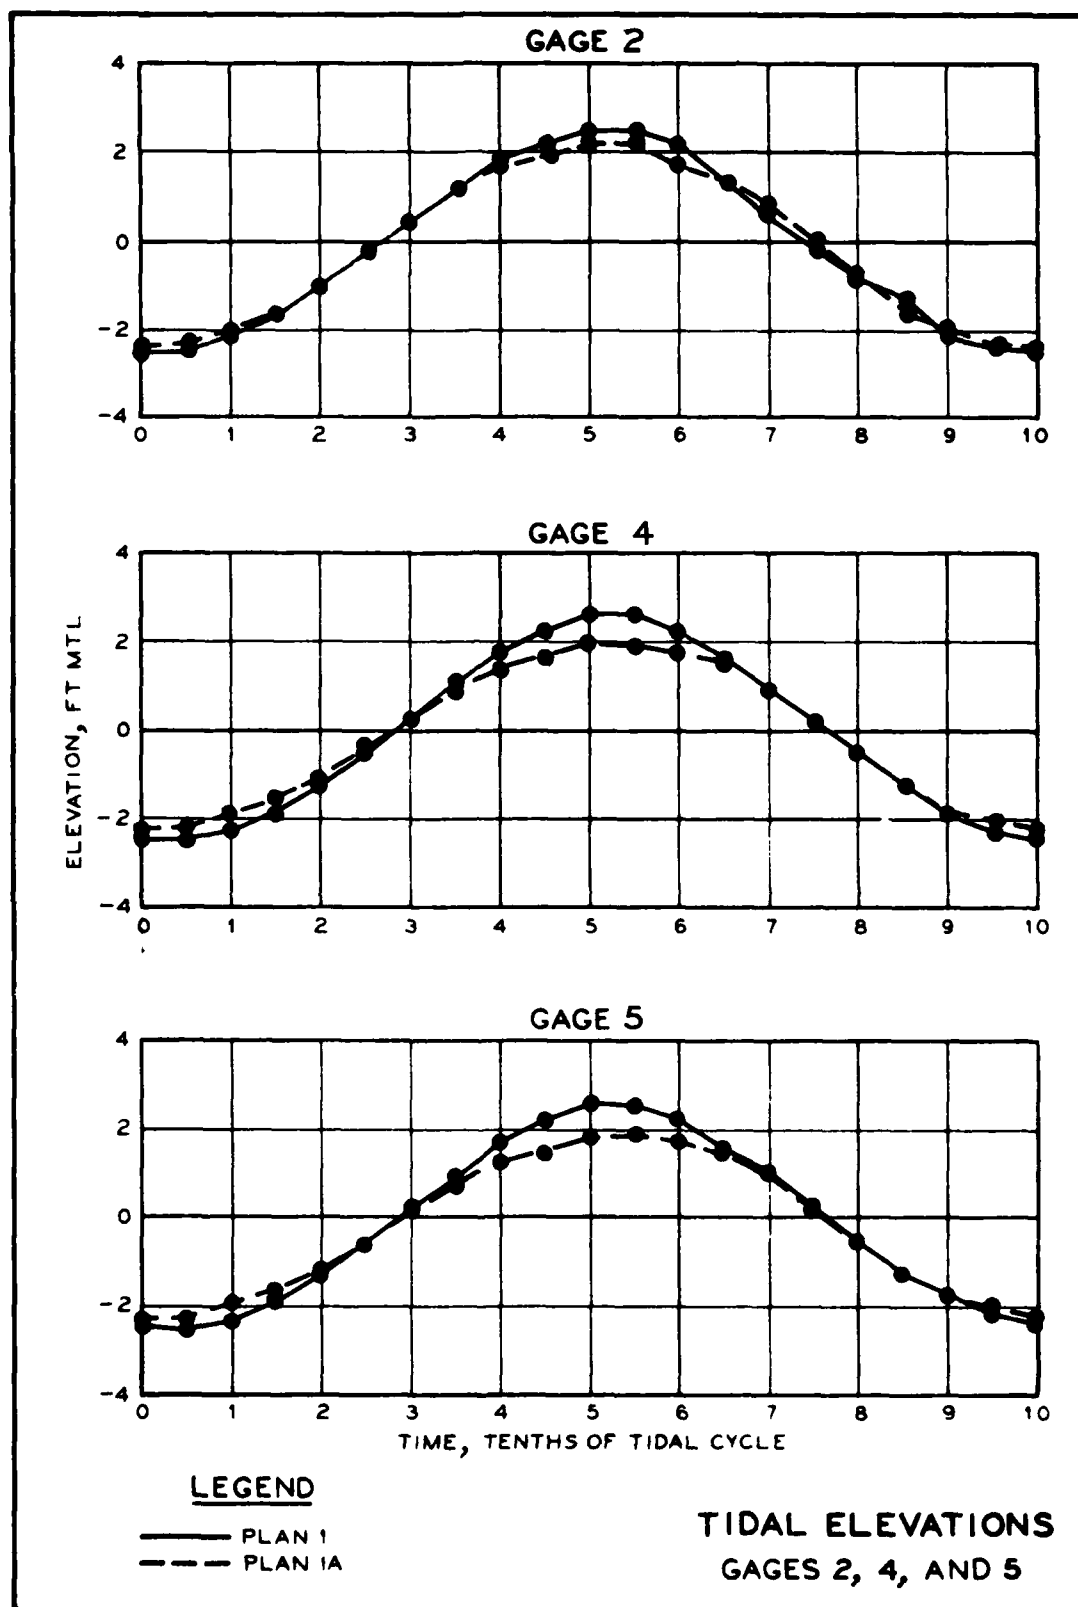 GAGE 2
4
2
0
-2
-4
0 1 2 3 4 5 6 7 8 9 10
GAGE 4
4
2
0
-2
-4
0 1 2 3 4 5 6 7 8 9 10
ELEVATION, FT MTL
GAGE 5
4
2
0
-2
-4
0 1 2 3 4 5 6 7 8 9 10
TIME, TENTHS OF TIDAL CYCLE
LEGEND
PLAN 1
PLAN 1A
TIDAL ELEVATIONS
GAGES 2, 4, AND 5